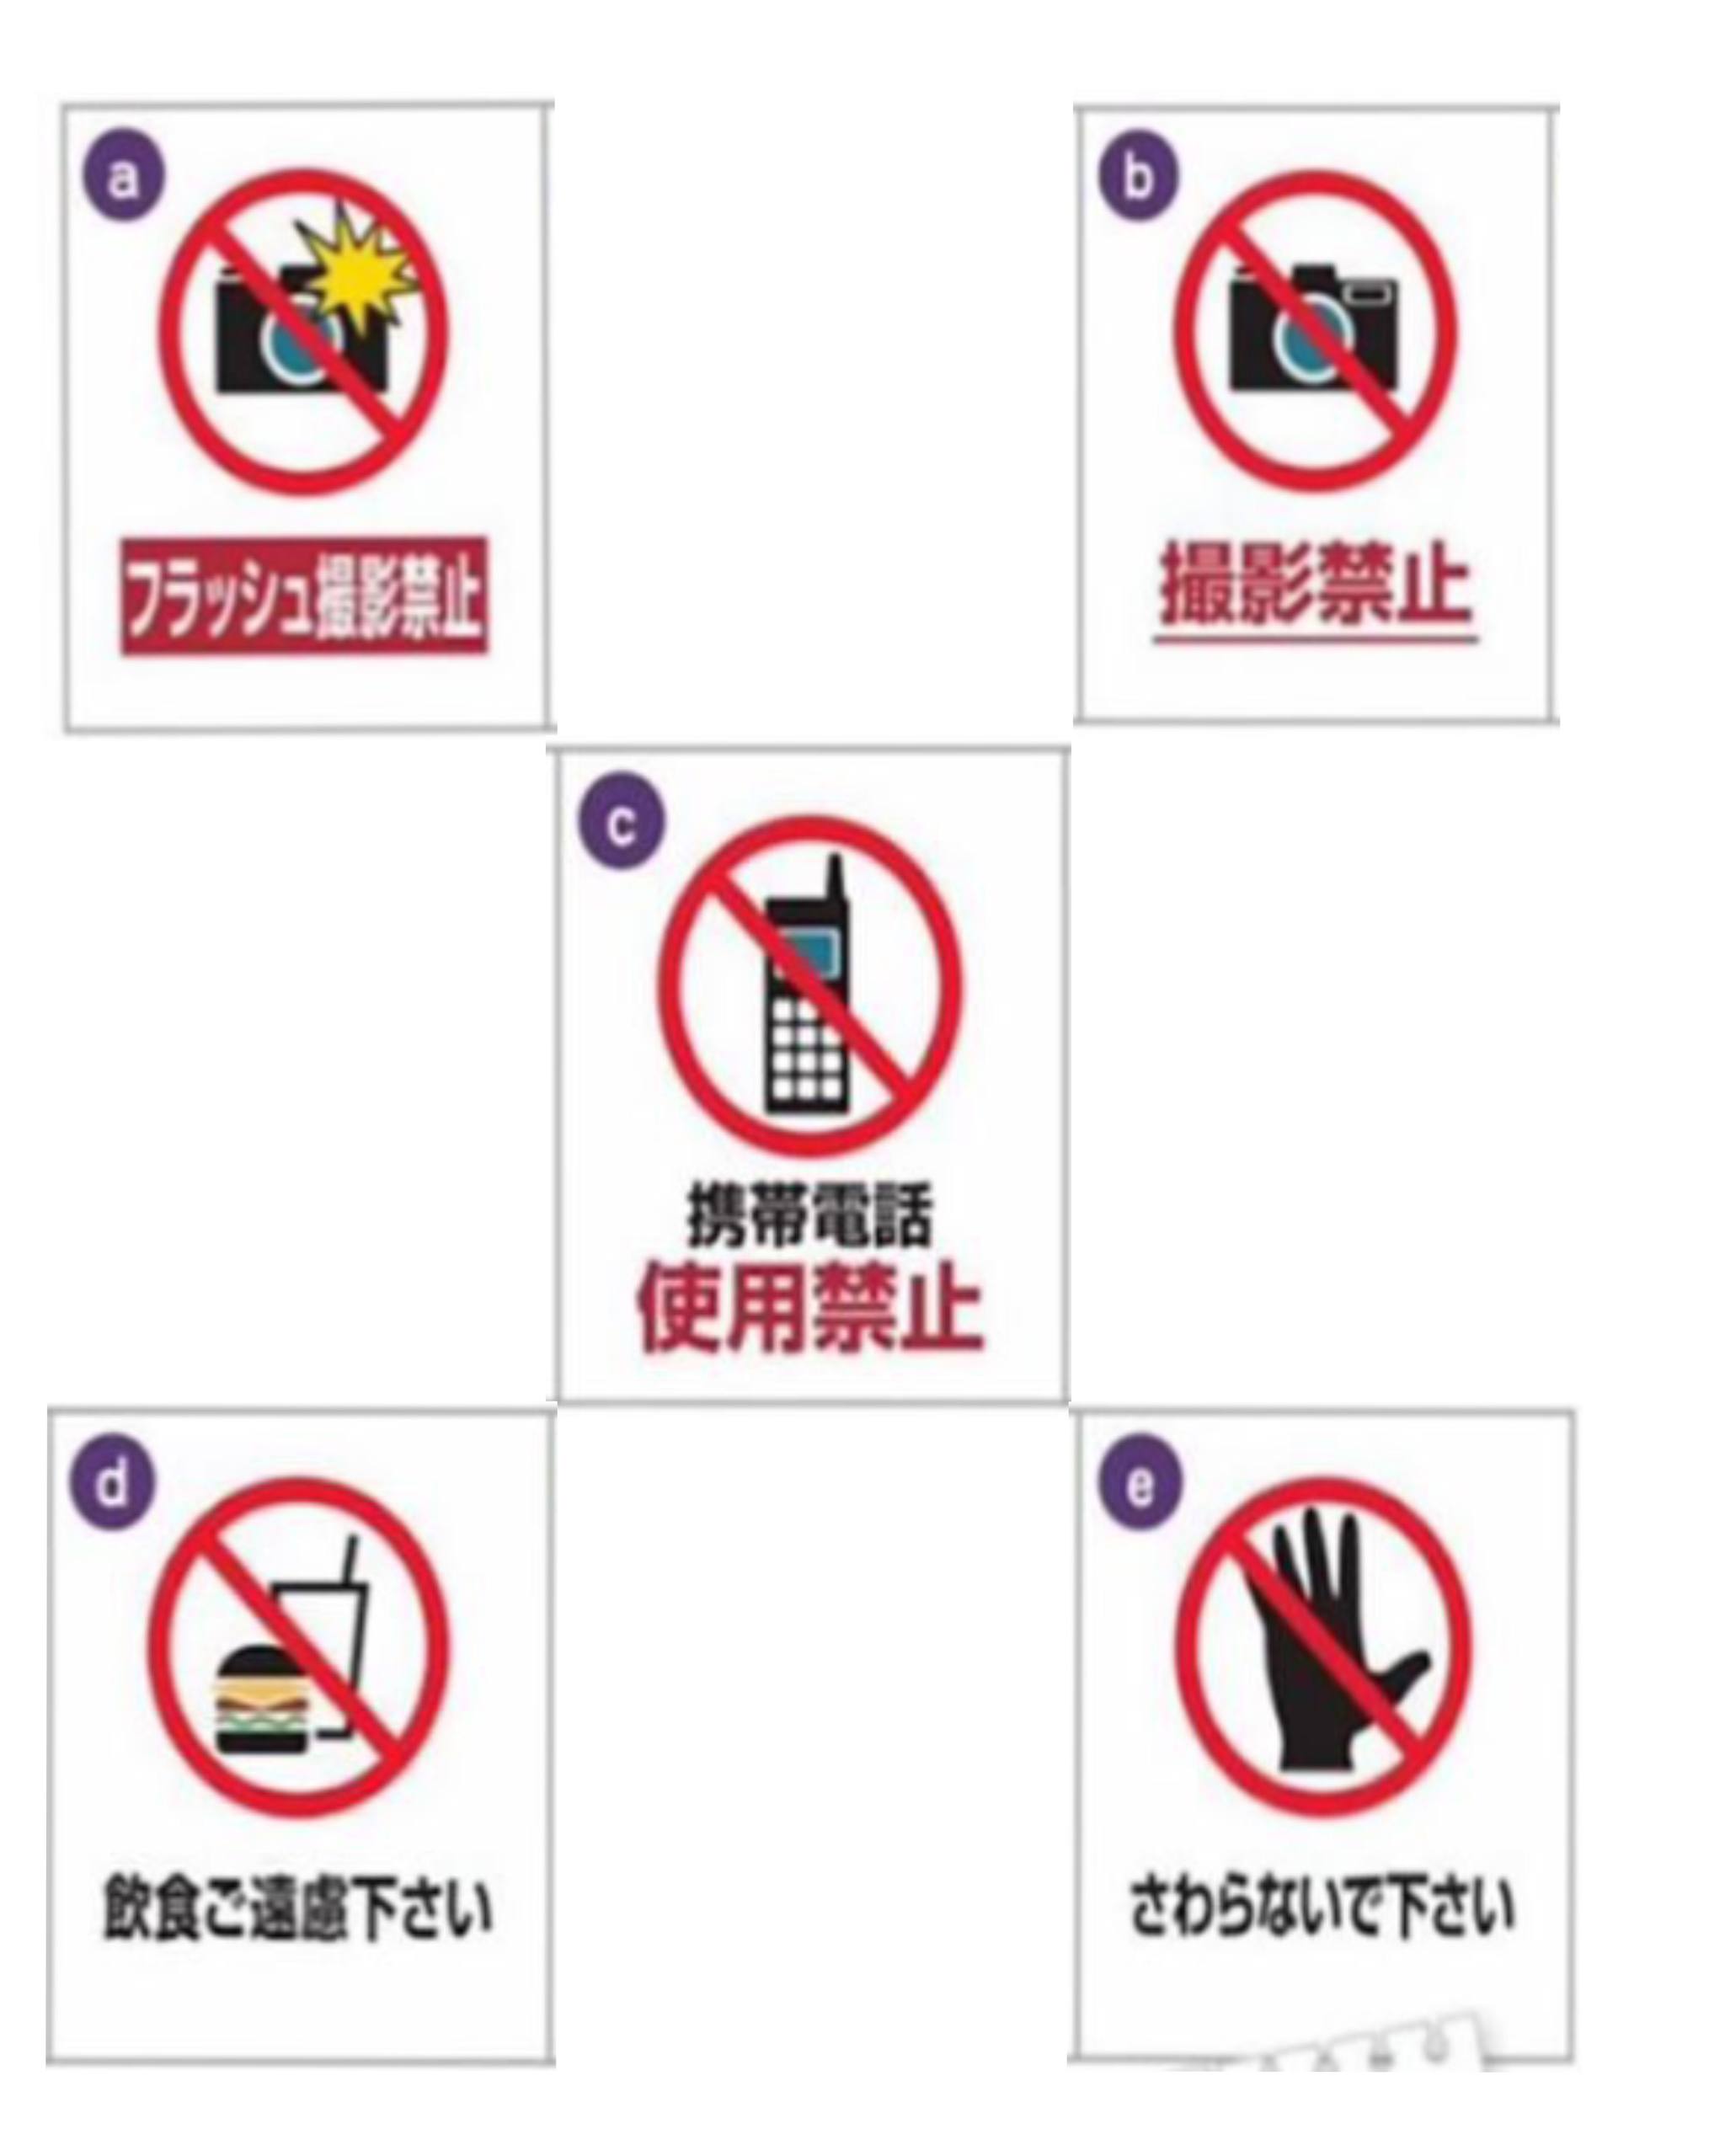 a
フラッシュ撮影禁止
b
撮影禁止
c
携帯電話
使用禁止
d
飲食ご遠慮下さい
e
さわらないで下さい